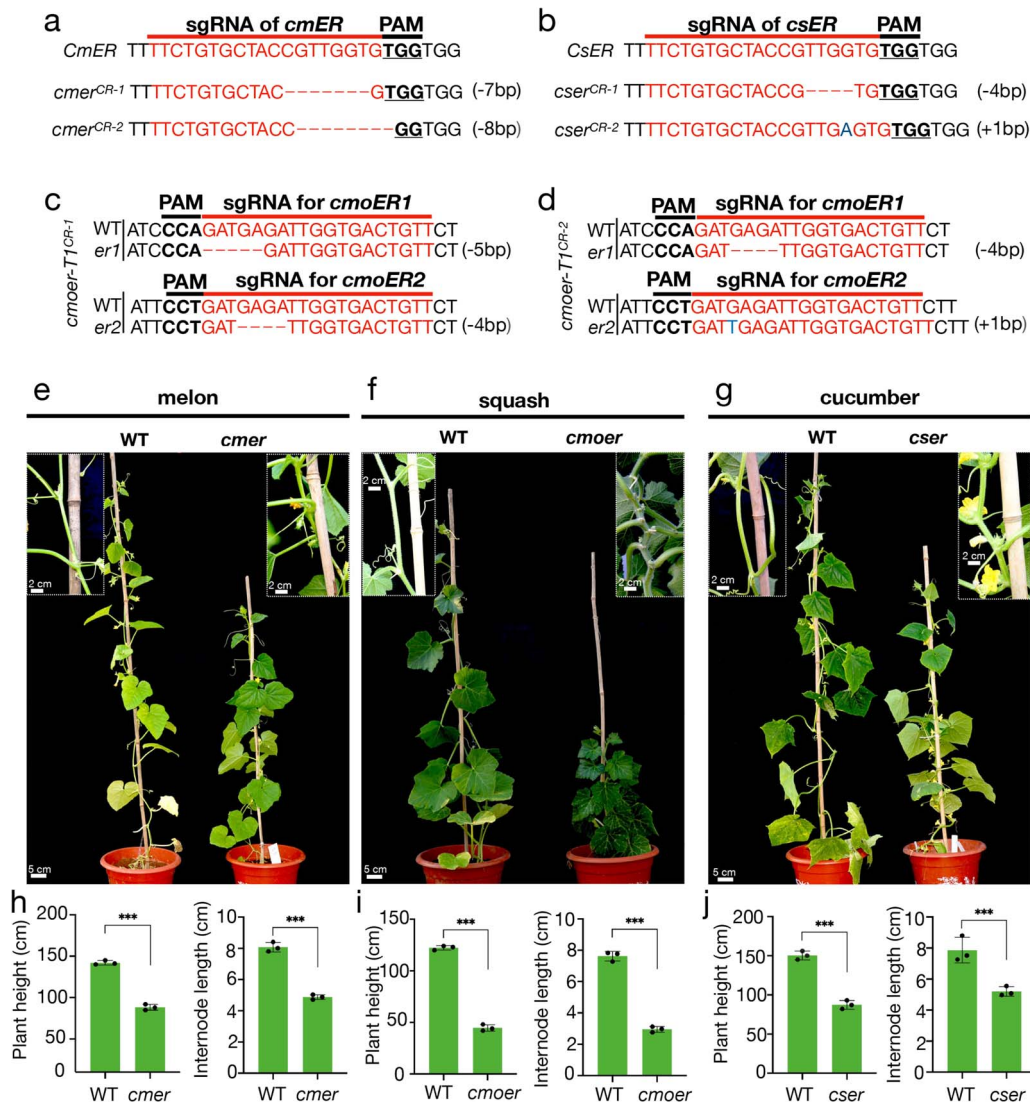 a
sgRNA of cmER PAM
CmER TTTTCTGTGCTACCGTTGGTGTGGTGG
cmerCR-1 TTTTCTGTGCTAC-------GTGGTGG (-7bp)
cmerCR-2 TTTTCTGTGCTACC--------GGTGG (-8bp)
b
sgRNA of csER PAM
CsER TTTTCTGTGCTACCGTTGGTGTGGTGG
cserCR-1 TTTTCTGTGCTACCG----TGTGGTGG (-4bp)
cserCR-2 TTTTCTGTGCTACCGTTGAGTGTGGTGG (+1bp)
c
cmoer-T1CR-1
PAM sgRNA for cmoER1
WT ATCCCAGATGAGATTGGTGACTGTTCT
er1 ATCCCA-----GATTGGTGACTGTTCT (-5bp)
PAM sgRNA for cmoER2
WT ATTCCTGATGAGATTGGTGACTGTTCT
er2 ATTCCTGAT----TTGGTGACTGTTCT (-4bp)
d
cmoer-T1CR-2
PAM sgRNA for cmoER1
WT ATCCCAGATGAGATTGGTGACTGTTCT
er1 ATCCCAGAT----TTGGTGACTGTTCT (-4bp)
PAM sgRNA for cmoER2
WT ATTCCTGATGAGATTGGTGACTGTTCTT
er2 ATTCCTGATTGAGATTGGTGACTGTTCTT (+1bp)
e
melon
WT cmer
2 cm
2 cm
5 cm
f
squash
WT cmoer
2 cm
2 cm
5 cm
g
cucumber
WT cser
2 cm
2 cm
5 cm
h
Plant height (cm)
200
150
100
50
0
***
WT cmer
Internode length (cm)
10
8
6
4
2
0
***
WT cmer
i
Plant height (cm)
150
100
50
0
***
WT cmoer
Internode length (cm)
10
8
6
4
2
0
***
WT cmoer
j
Plant height (cm)
200
150
100
50
0
***
WT cser
Internode length (cm)
10
8
6
4
2
0
***
WT cser